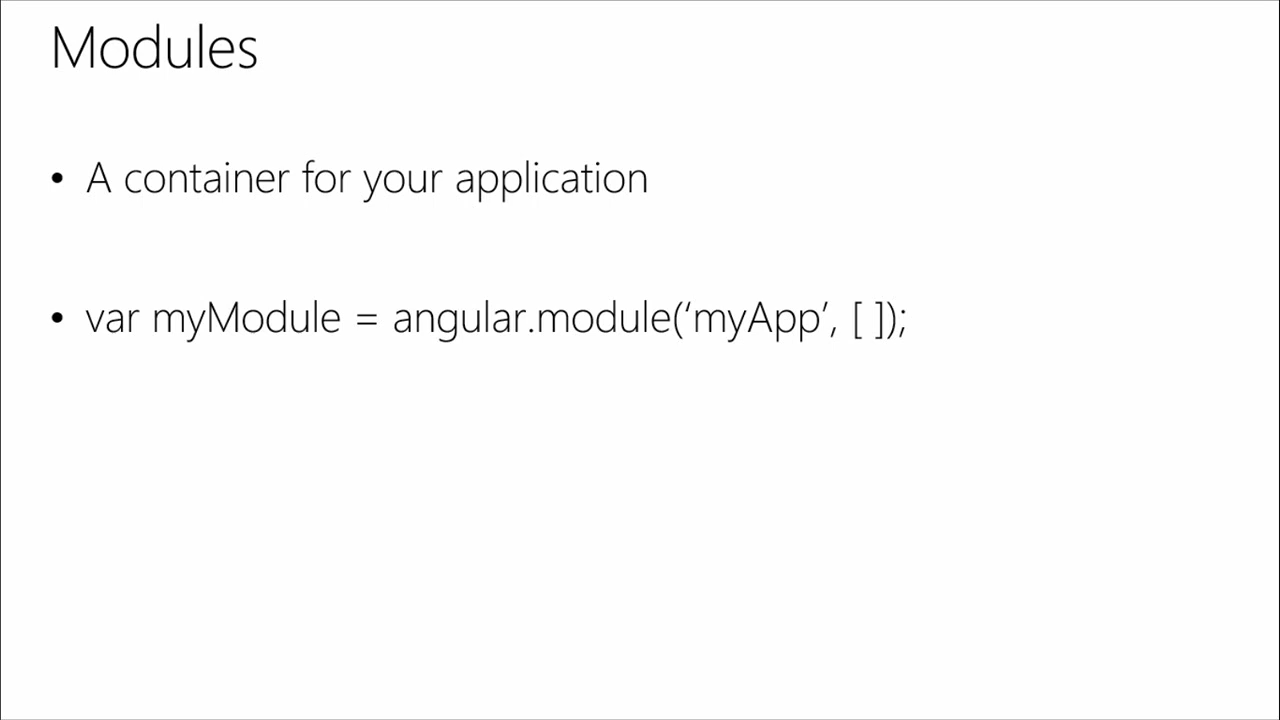 Modules
• A container for your application
• var myModule = angular.module(‘myApp’, [ ]);